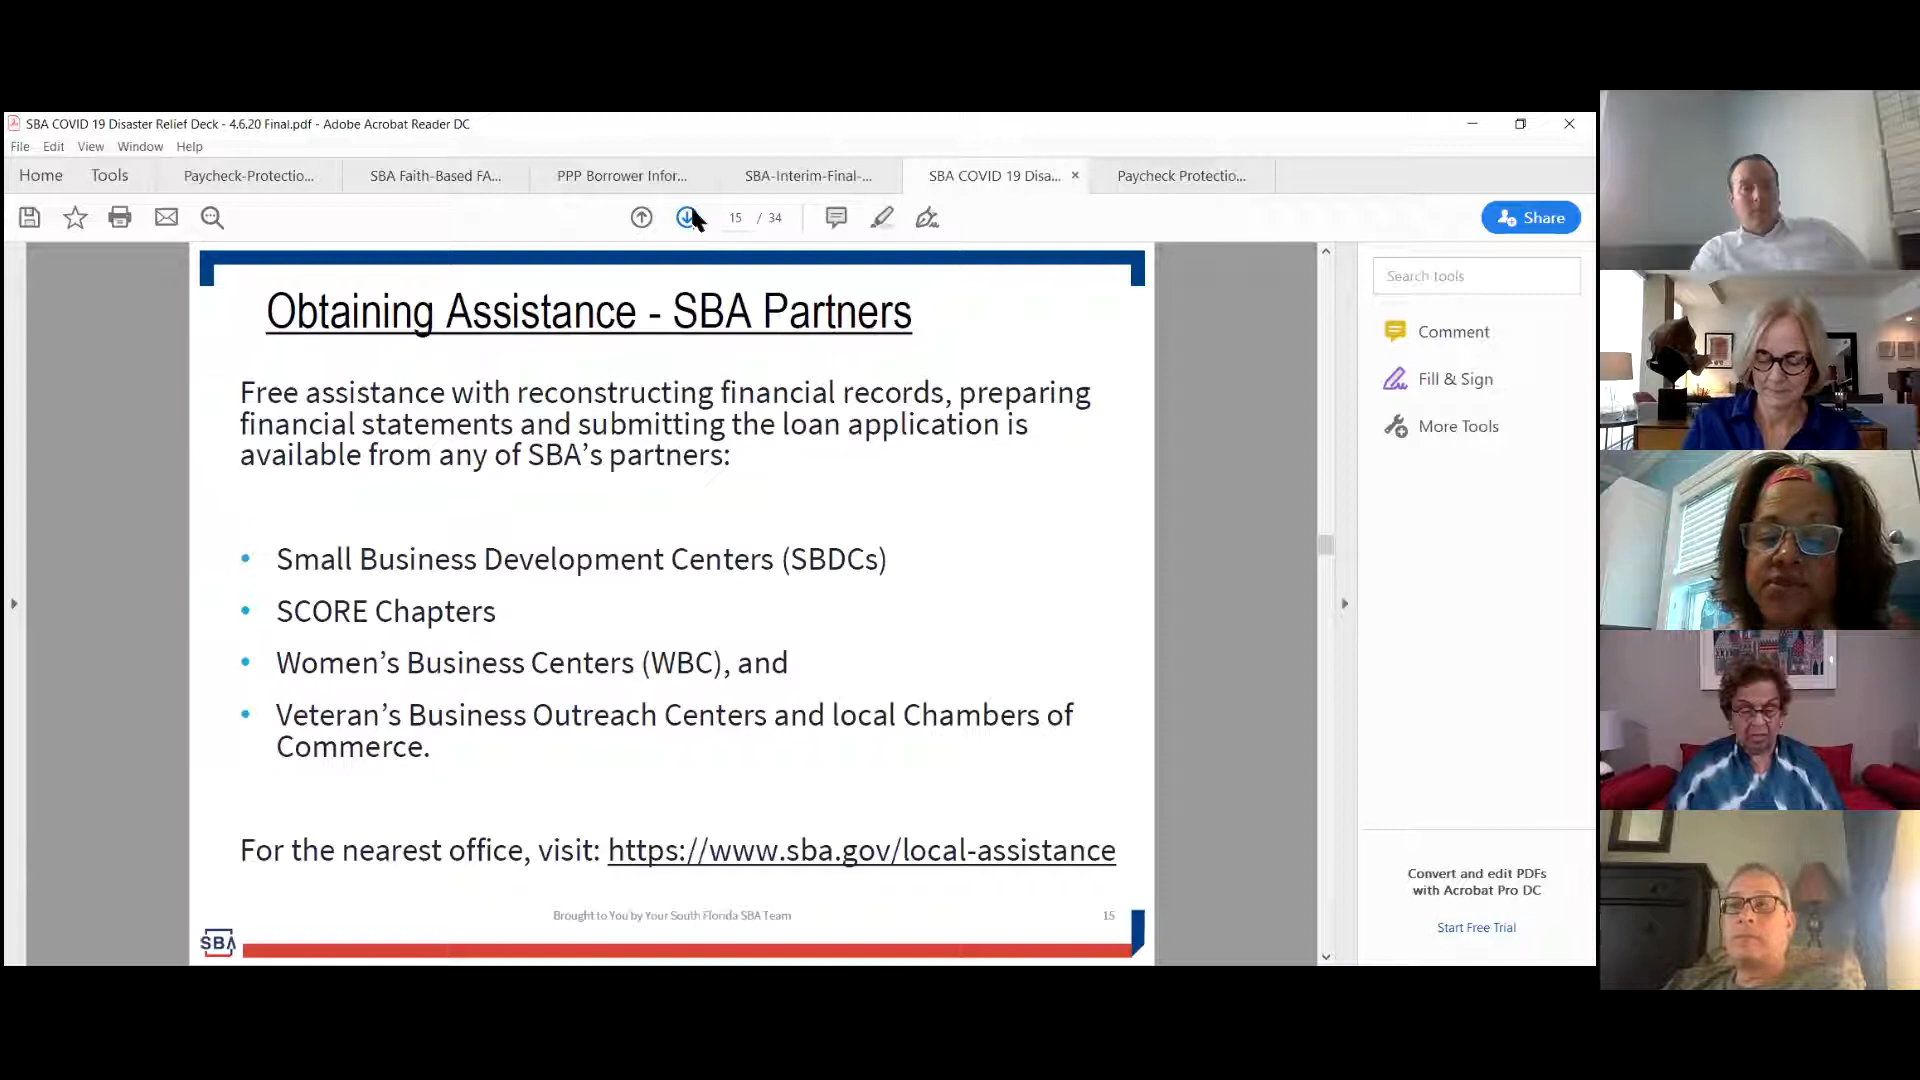 SBA COVID 19 Disaster Relief Deck - 4.6.20 Final.pdf - Adobe Acrobat Reader DC
File Edit View Window Help
Home Tools Paycheck-Protectio... SBA Faith-Based FA... PPP Borrower Infor... SBA-Interim-Final-... SBA COVID 19 Disa... × Paycheck Protectio...
15 / 34 Share
Search tools
Comment
Fill & Sign
More Tools
Convert and edit PDFs
with Acrobat Pro DC
Start Free Trial
Obtaining Assistance - SBA Partners
Free assistance with reconstructing financial records, preparing
financial statements and submitting the loan application is
available from any of SBA’s partners:
• Small Business Development Centers (SBDCs)
• SCORE Chapters
• Women’s Business Centers (WBC), and
• Veteran’s Business Outreach Centers and local Chambers of
Commerce.
For the nearest office, visit: https://www.sba.gov/local-assistance
Brought to You by Your South Florida SBA Team 15
SBA